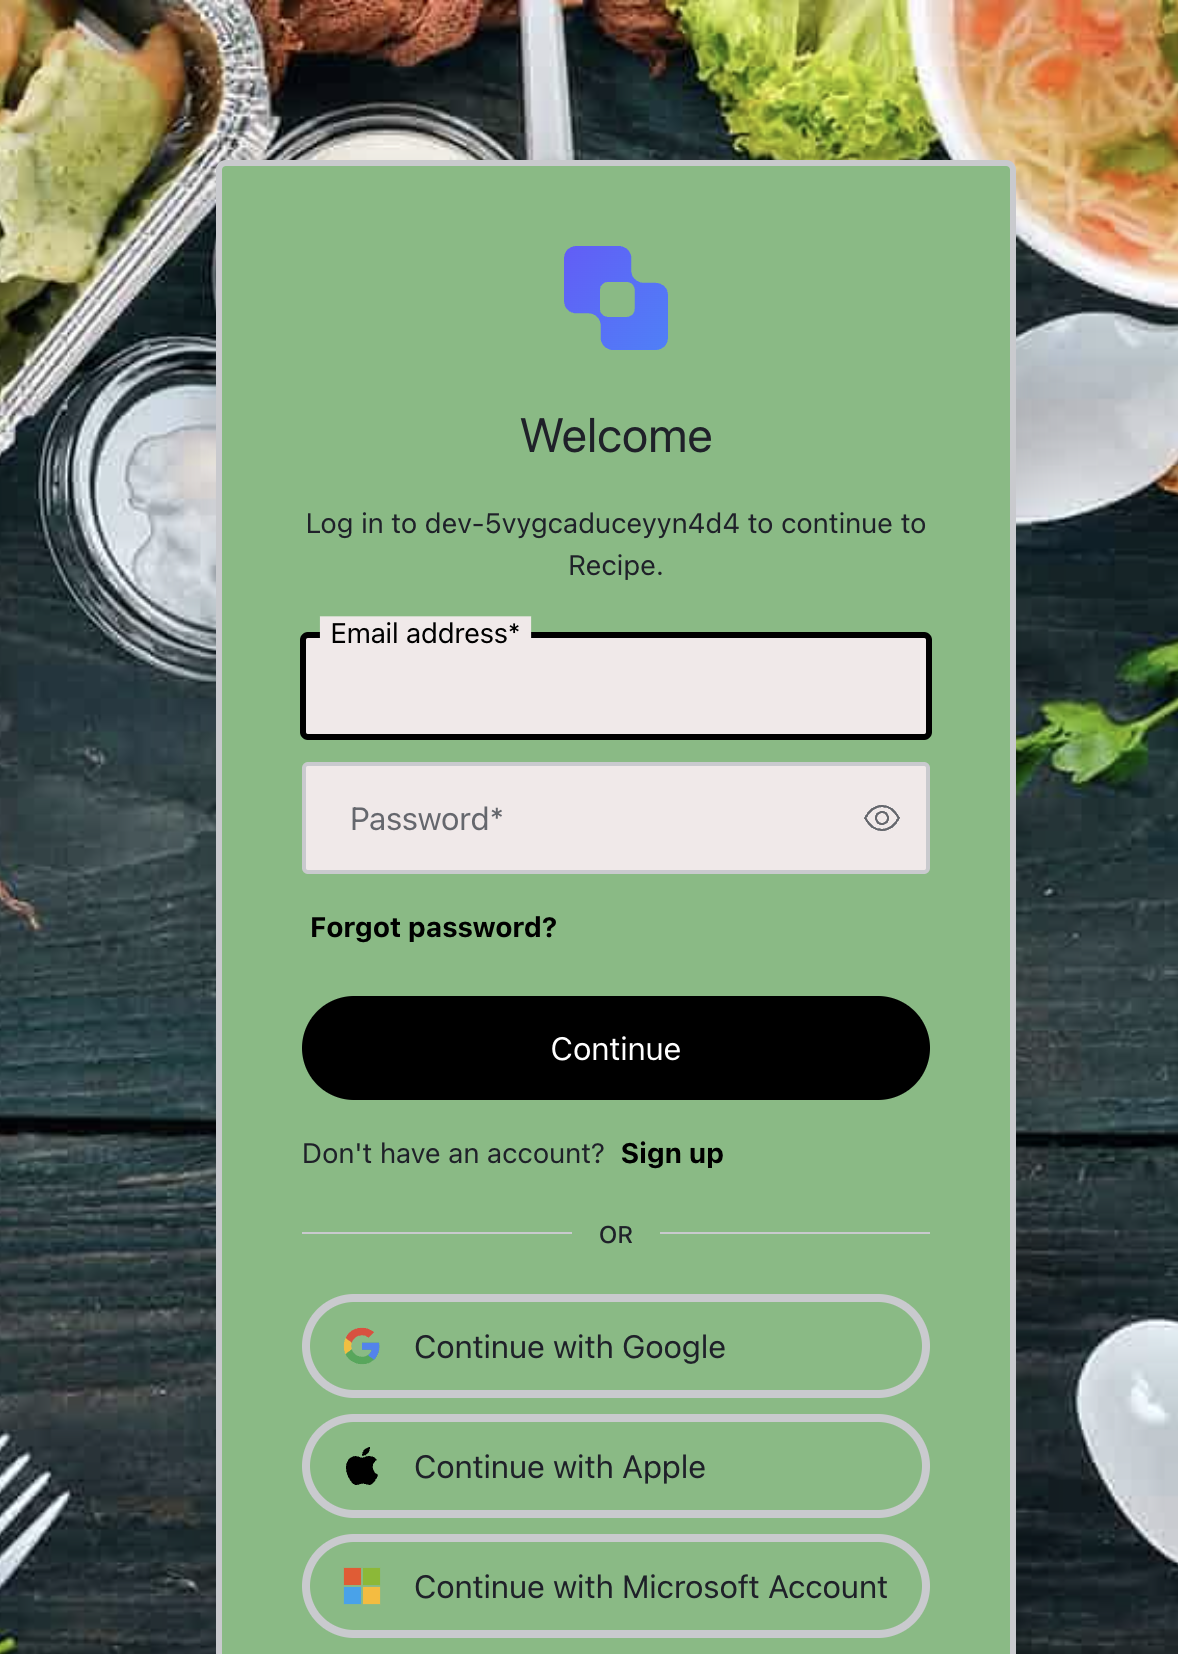 Welcome
Log in to dev-5vygcaduceyyn4d4 to continue to
Recipe.
Email address*
Password*
Forgot password?
Continue
Don't have an account? Sign up
OR
Continue with Google
Continue with Apple
Continue with Microsoft Account